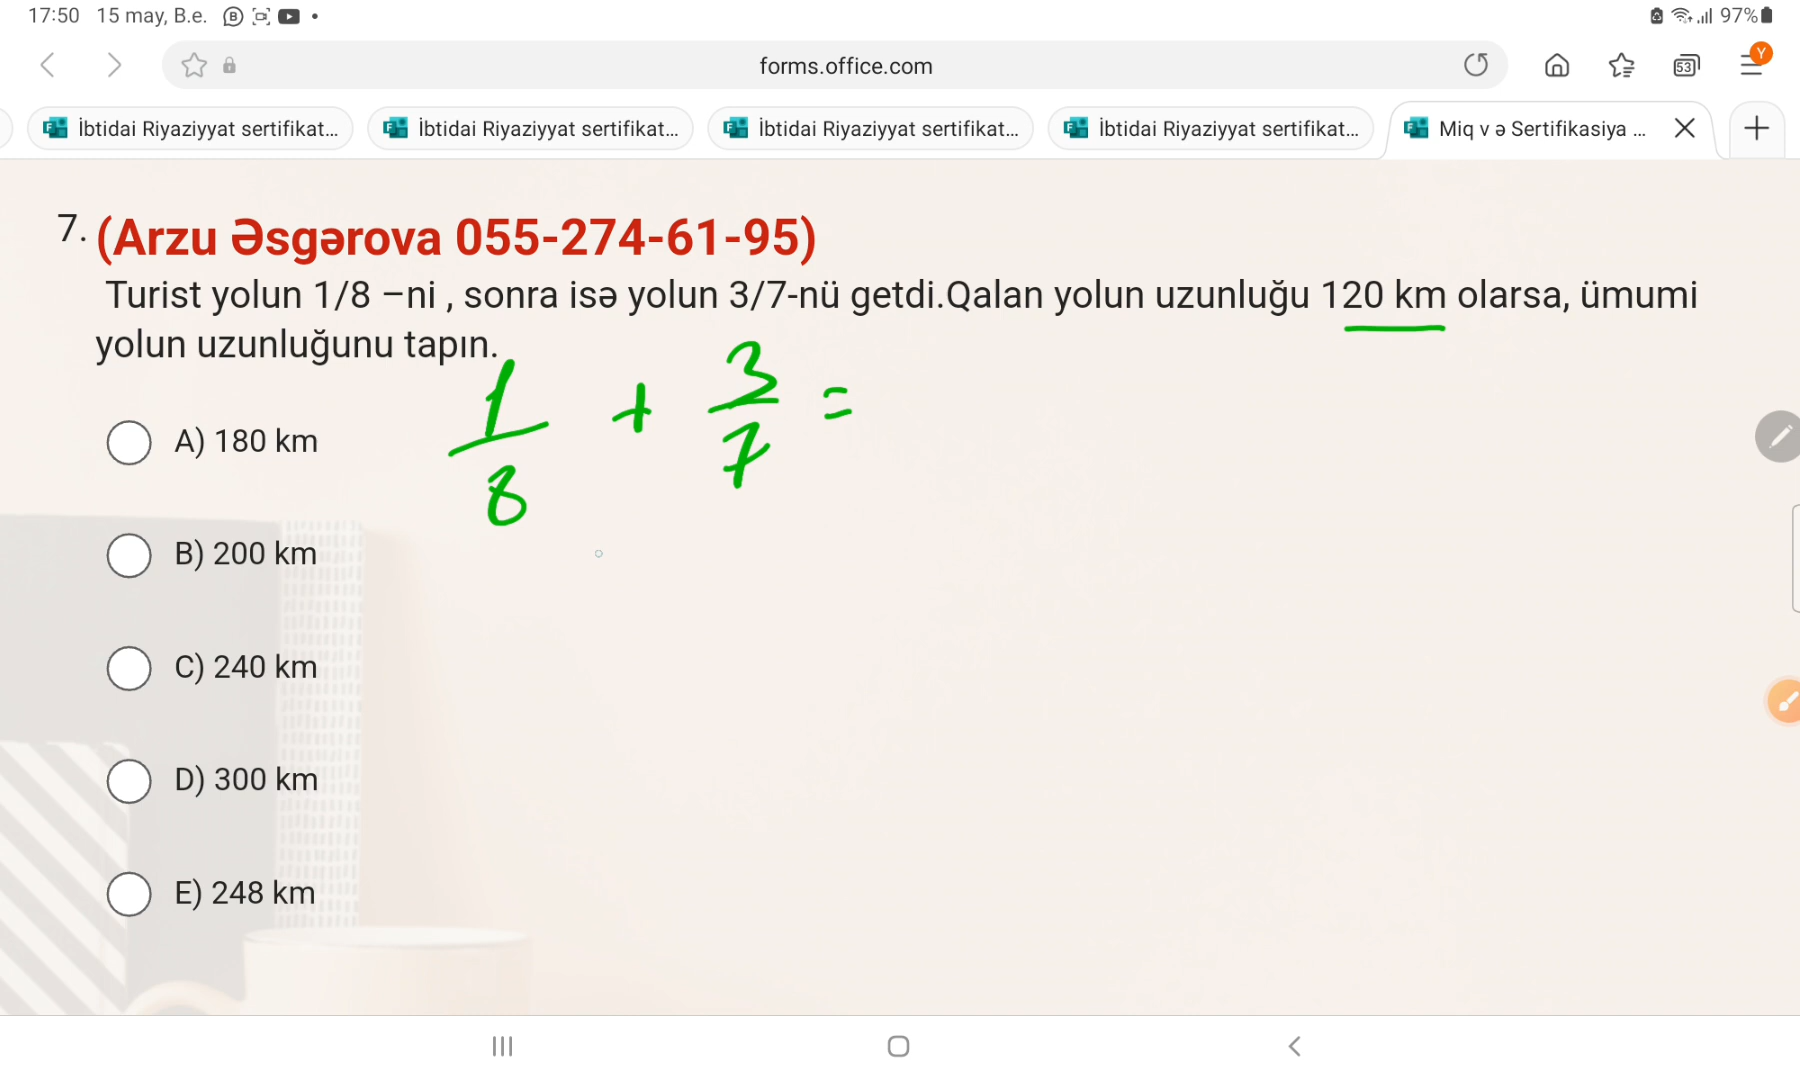 17:50 15 may, B.e. 97%
forms.office.com
53
Y
İbtidai Riyaziyyat sertifikat...
İbtidai Riyaziyyat sertifikat...
İbtidai Riyaziyyat sertifikat...
İbtidai Riyaziyyat sertifikat...
Miq v ə Sertifikasiya ...
7. (Arzu Əsgərova 055-274-61-95)
Turist yolun 1/8 –ni , sonra isə yolun 3/7-nü getdi.Qalan yolun uzunluğu 120 km olarsa, ümumi
yolun uzunluğunu tapın.
1/8 + 3/7 =
A) 180 km
B) 200 km
C) 240 km
D) 300 km
E) 248 km